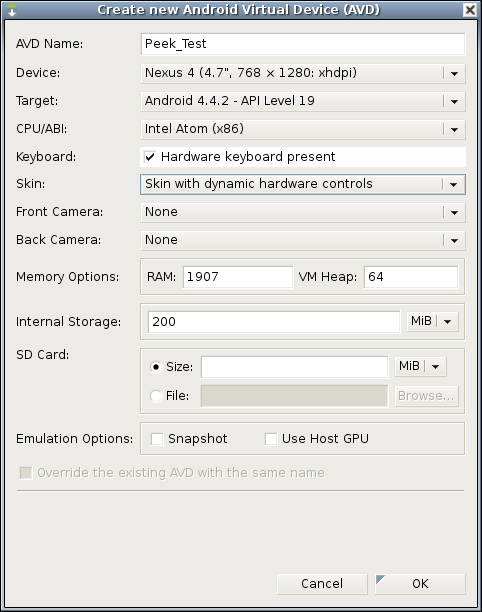 Create new Android Virtual Device (AVD)
AVD Name: Peek_Test
Device: Nexus 4 (4.7", 768 × 1280: xhdpi)
Target: Android 4.4.2 - API Level 19
CPU/ABI: Intel Atom (x86)
Keyboard: Hardware keyboard present
Skin: Skin with dynamic hardware controls
Front Camera: None
Back Camera: None
Memory Options: RAM: 1907 VM Heap: 64
Internal Storage: 200 MiB
SD Card:
Size: MiB
File: Browse...
Emulation Options: Snapshot Use Host GPU
Override the existing AVD with the same name
Cancel OK